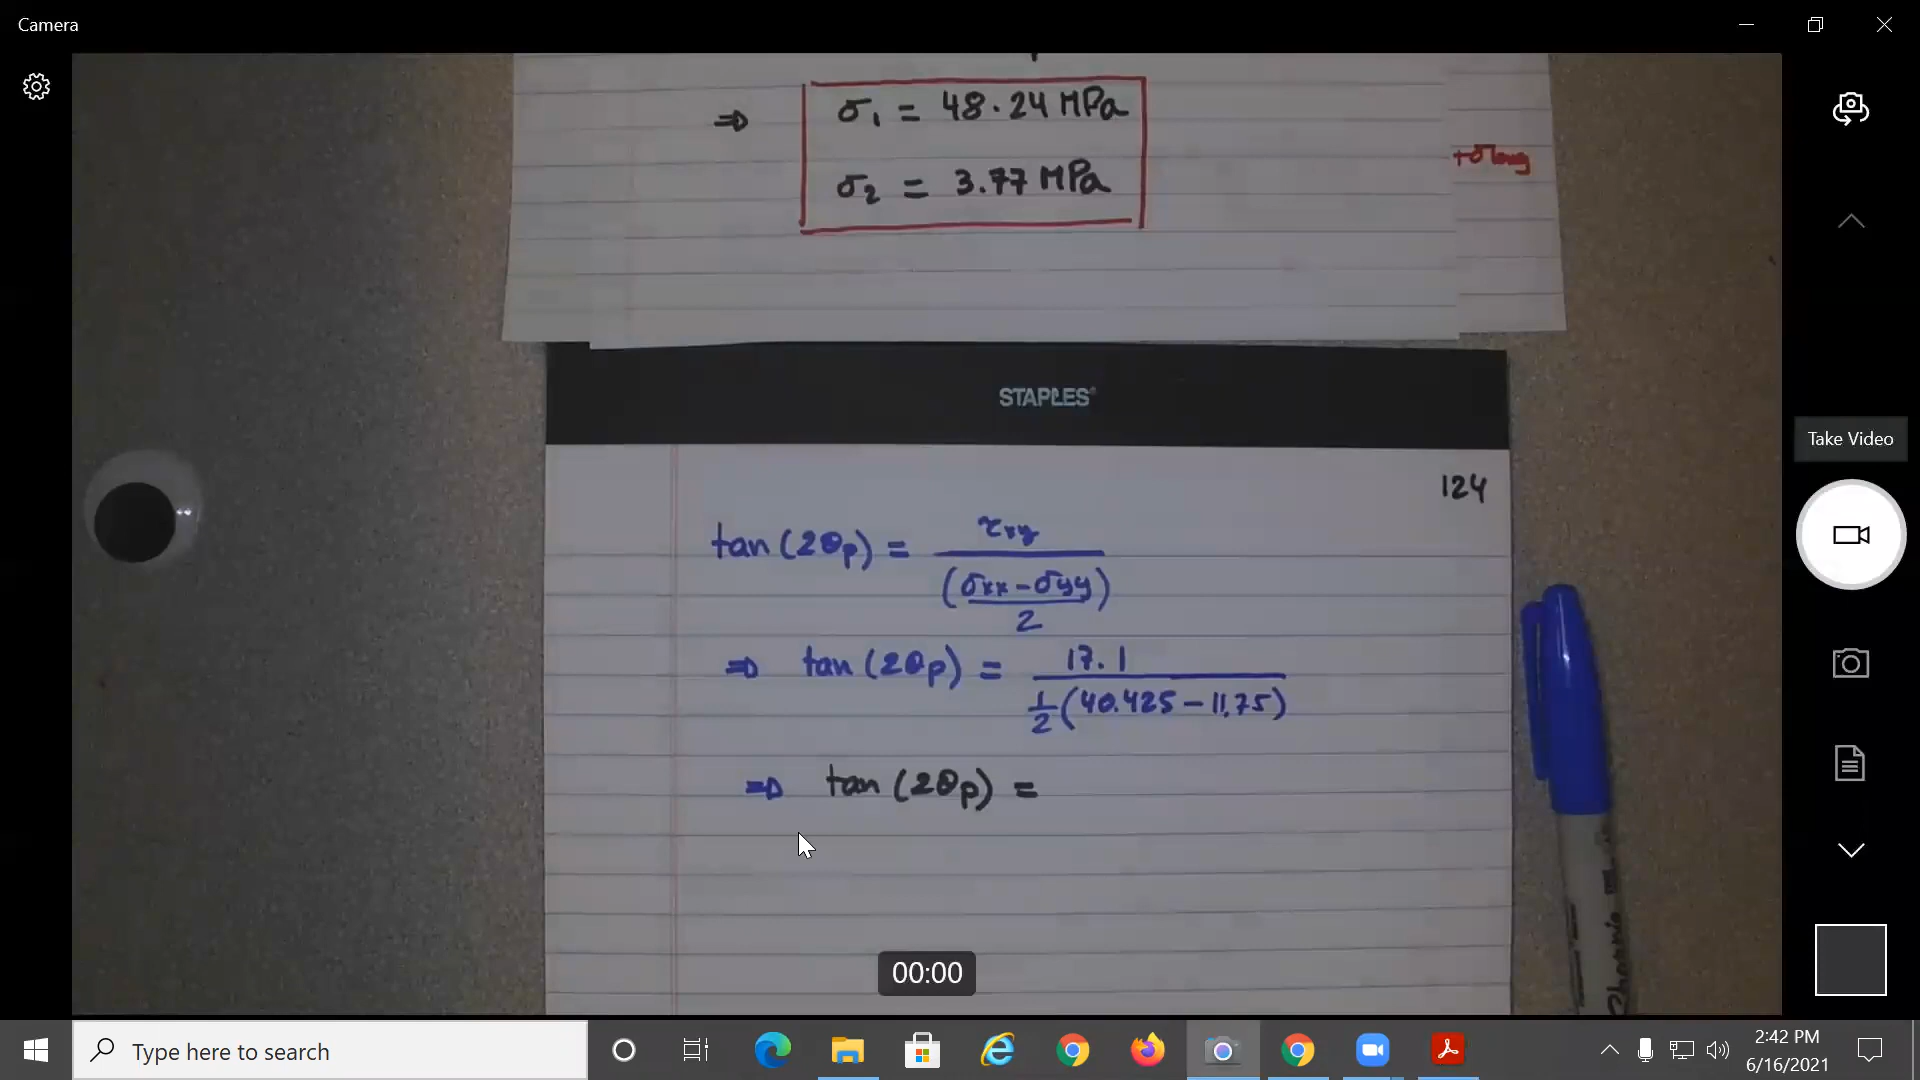 Camera
⇒ σ₁ = 48.24 MPa
σ₂ = 3.77 MPa
+σlong
STAPLES®
124
Take Video
tan(2θp) = τxy / ((σxx - σyy)/2)
⇒ tan(2θp) = 17.1 / (1/2 (40.425 - 11.75))
⇒ tan(2θp) =
00:00
Type here to search
2:42 PM
6/16/2021